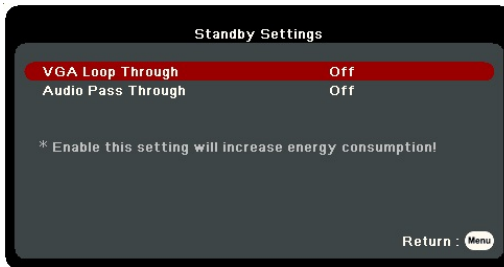 Standby Settings
VGA Loop Through Off
Audio Pass Through Off
* Enable this setting will increase energy consumption!
Return : Menu